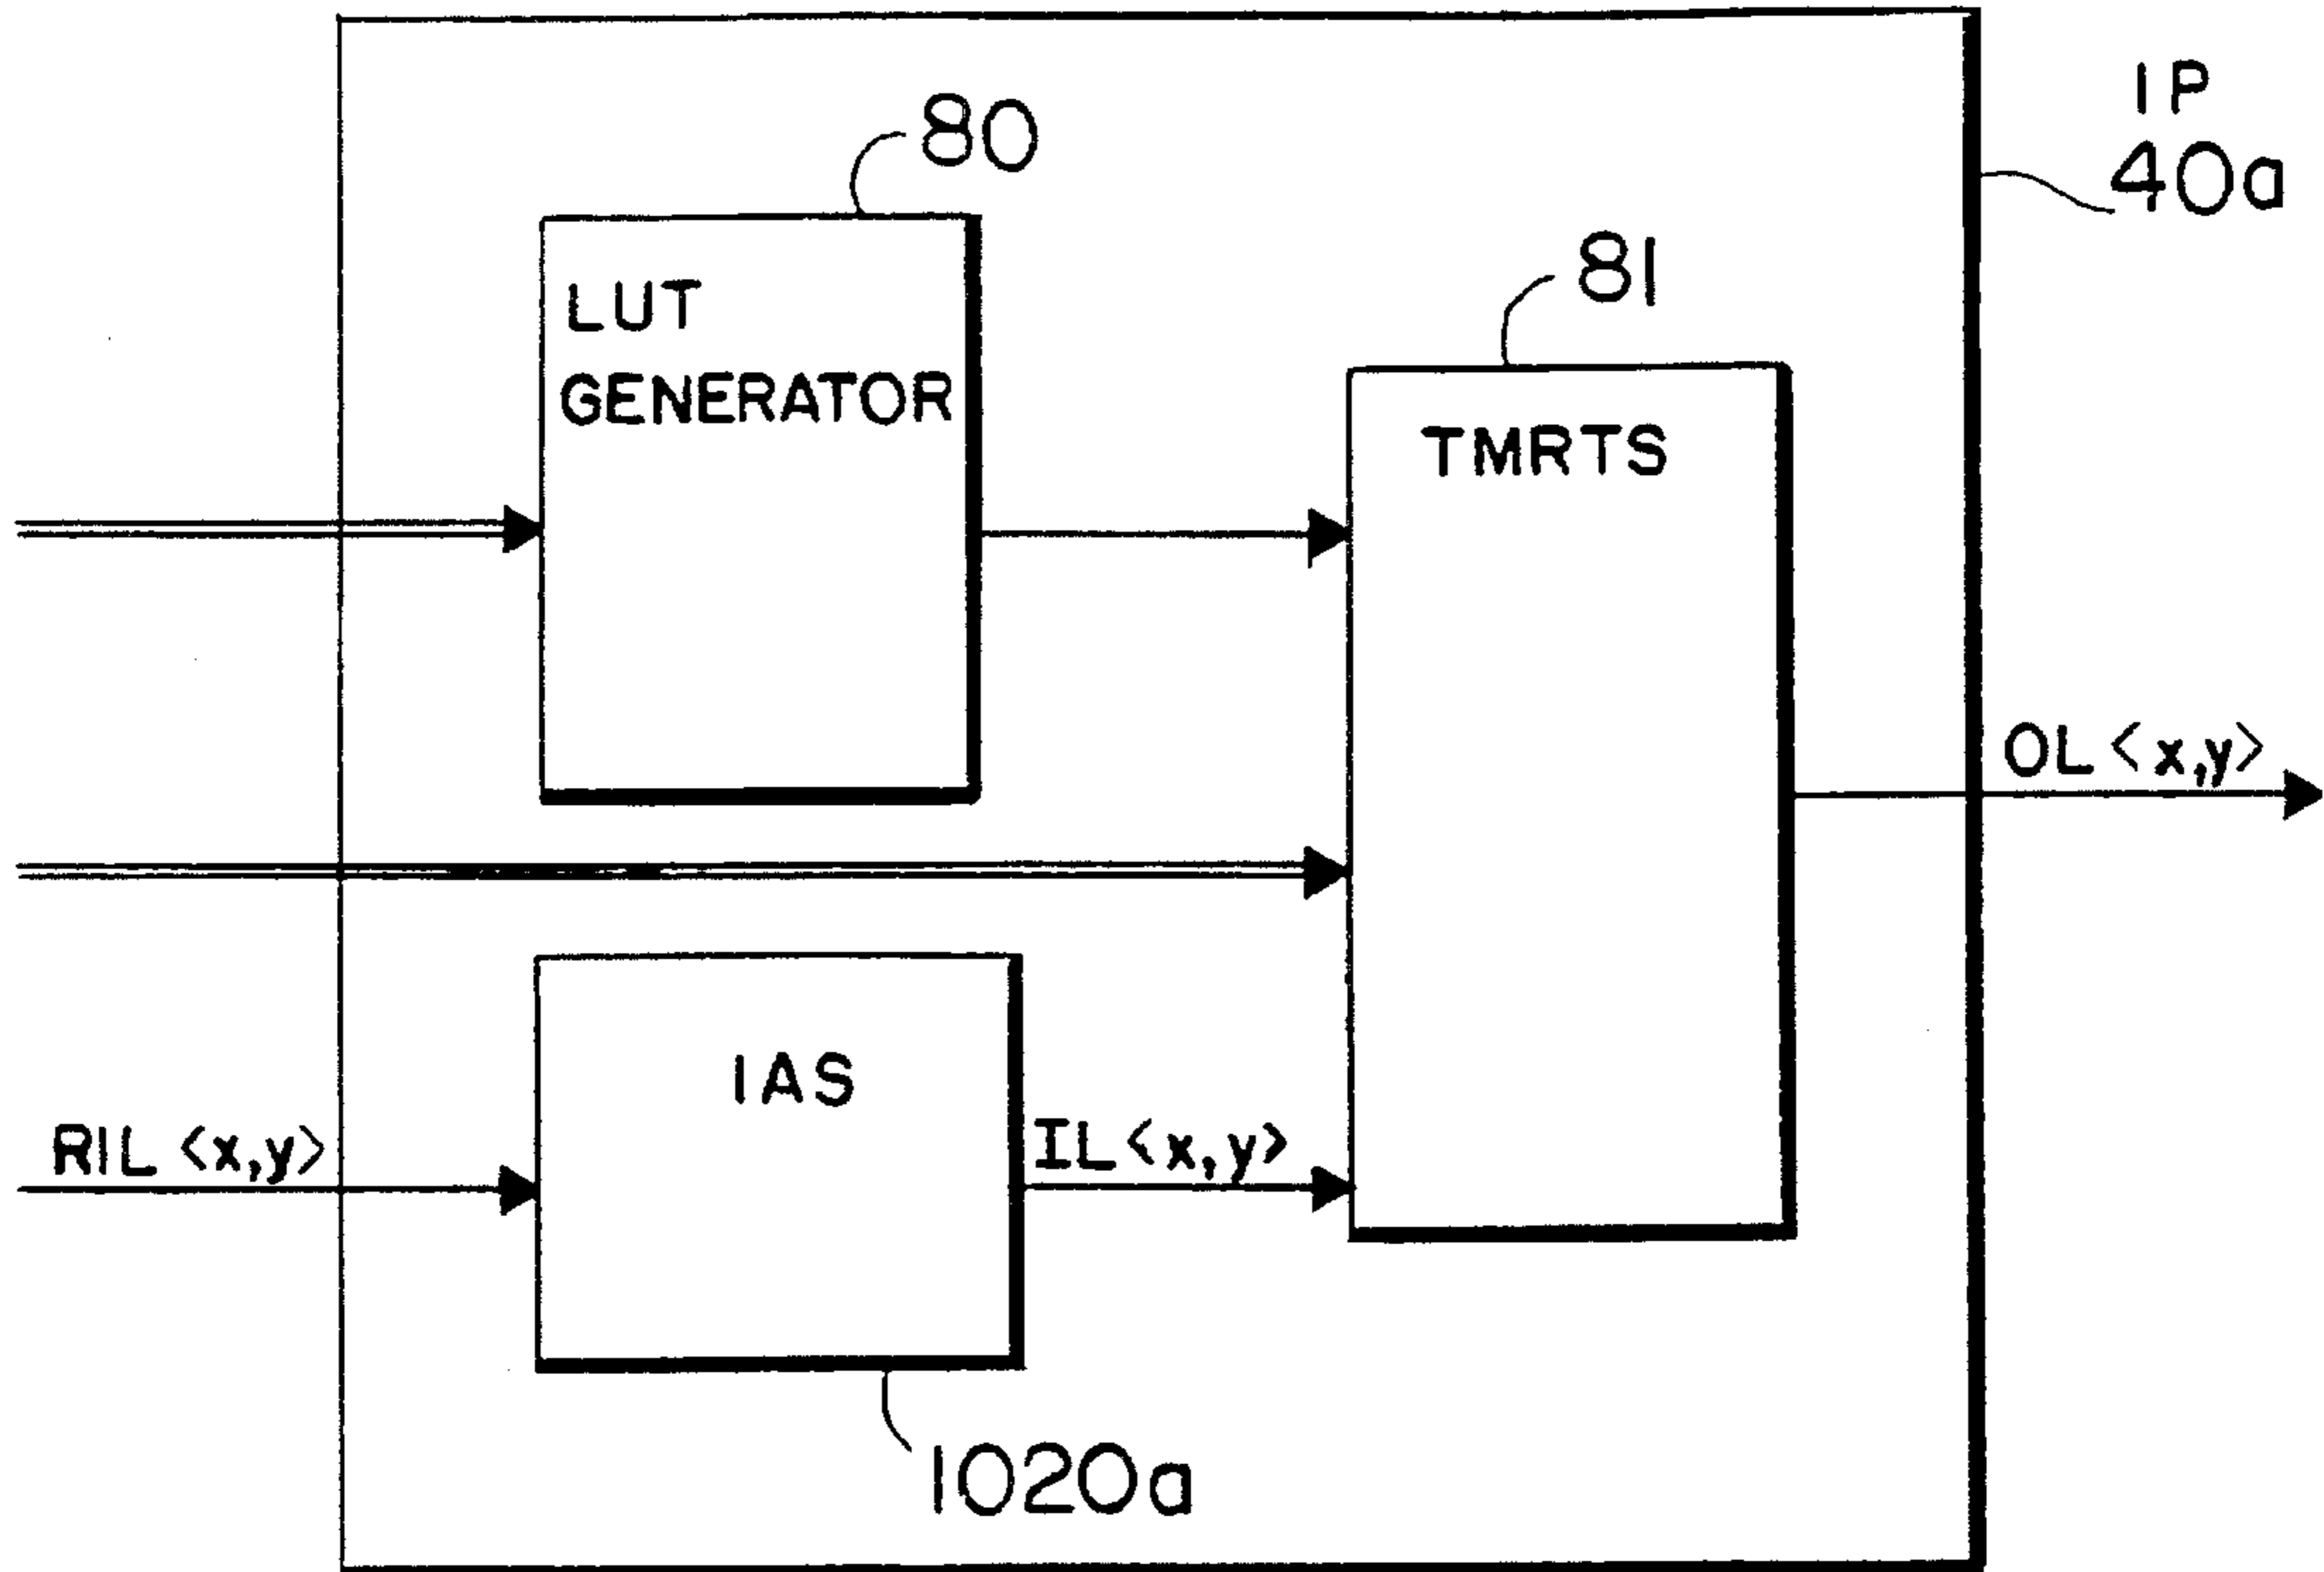 IP
40a
80
LUT
GENERATOR
81
TMRTS
OL<x,y>
IAS
RIL<x,y>
IL<x,y>
1020a